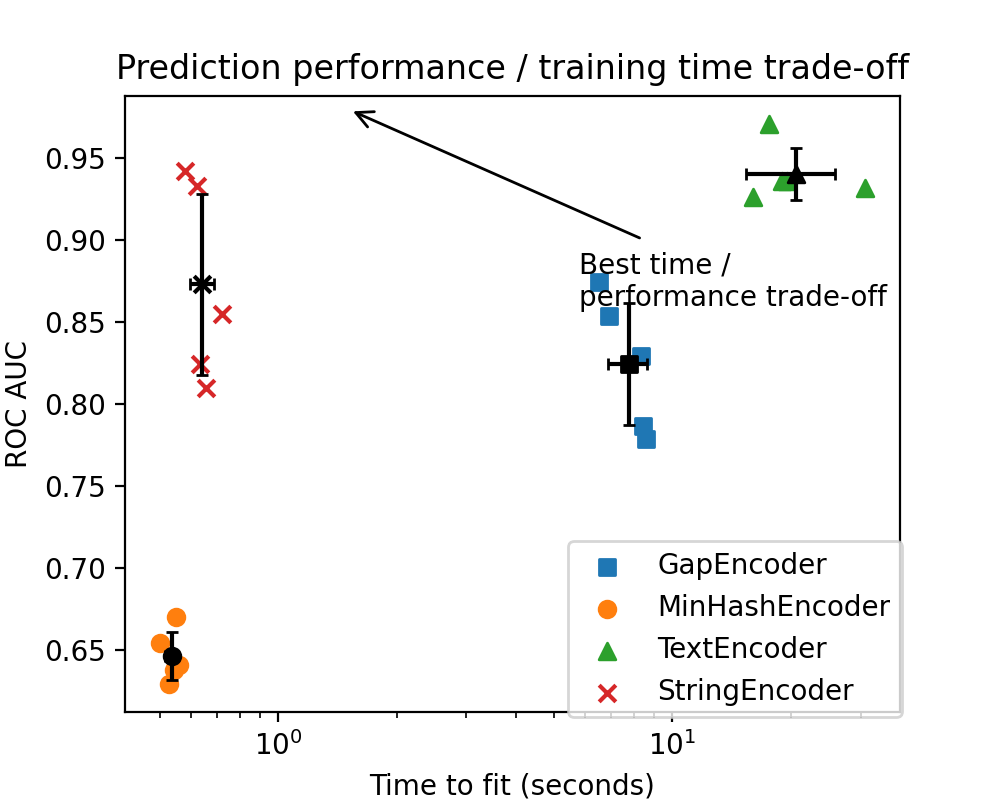 Prediction performance / training time trade-off
0.95
0.90
0.85
0.80
0.75
0.70
0.65
ROC AUC
Best time /
performance trade-off
GapEncoder
MinHashEncoder
TextEncoder
StringEncoder
10⁰
10¹
Time to fit (seconds)